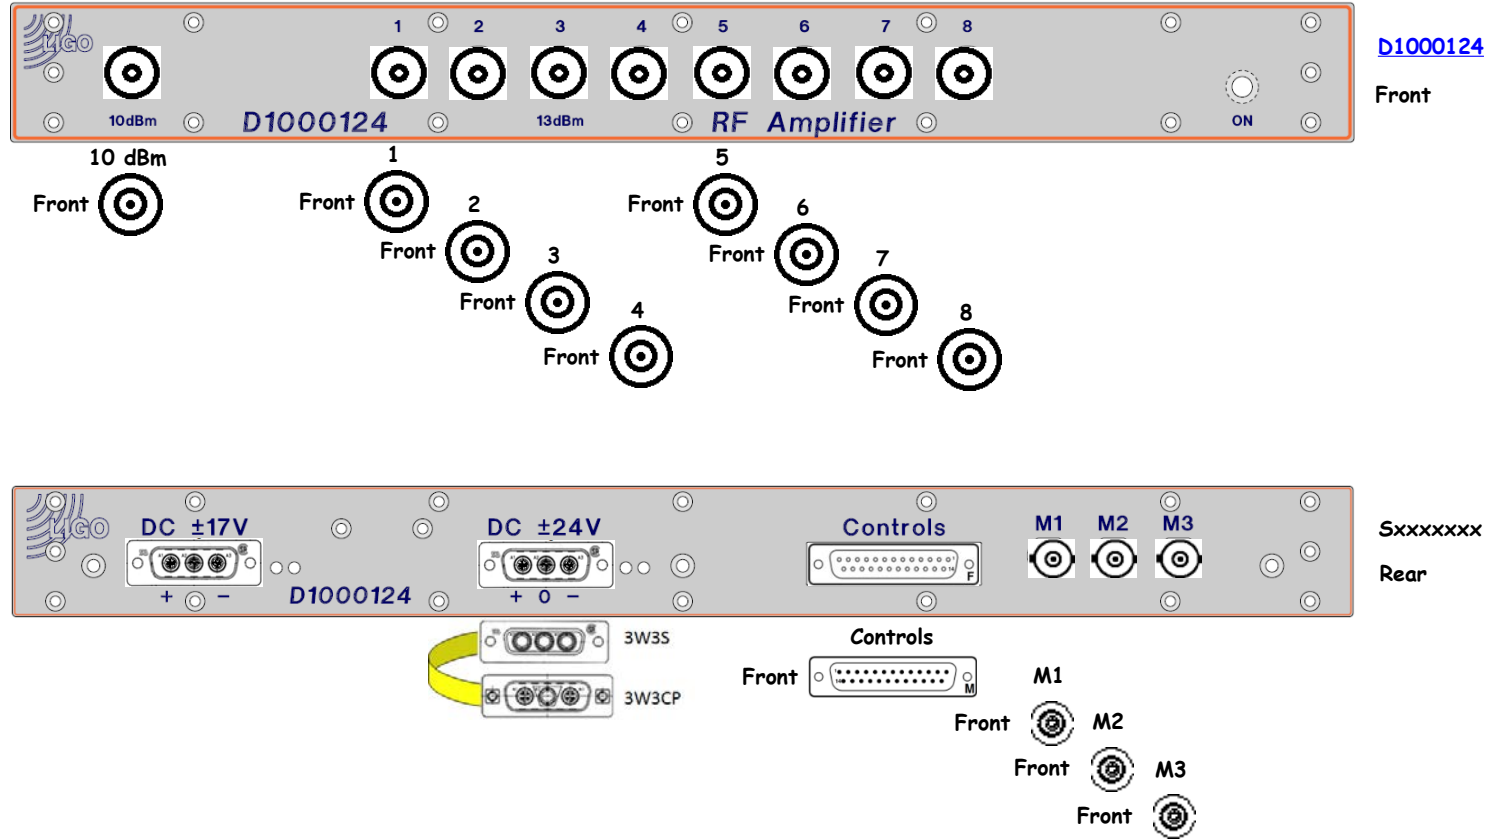 1 2 3 4 5 6 7 8
LIGO
D1000124
Front
10dBm D1000124 13dBm RF Amplifier ON
10 dBm 1 5
Front Front Front
2 6
Front Front
3 7
Front Front
4 8
Front Front
LIGO DC ±17V DC ±24V Controls M1 M2 M3
Sxxxxxxx
F
Rear
+ - D1000124 + 0 -
3W3S Controls
Front M M1
3W3CP
Front M2
Front M3
Front